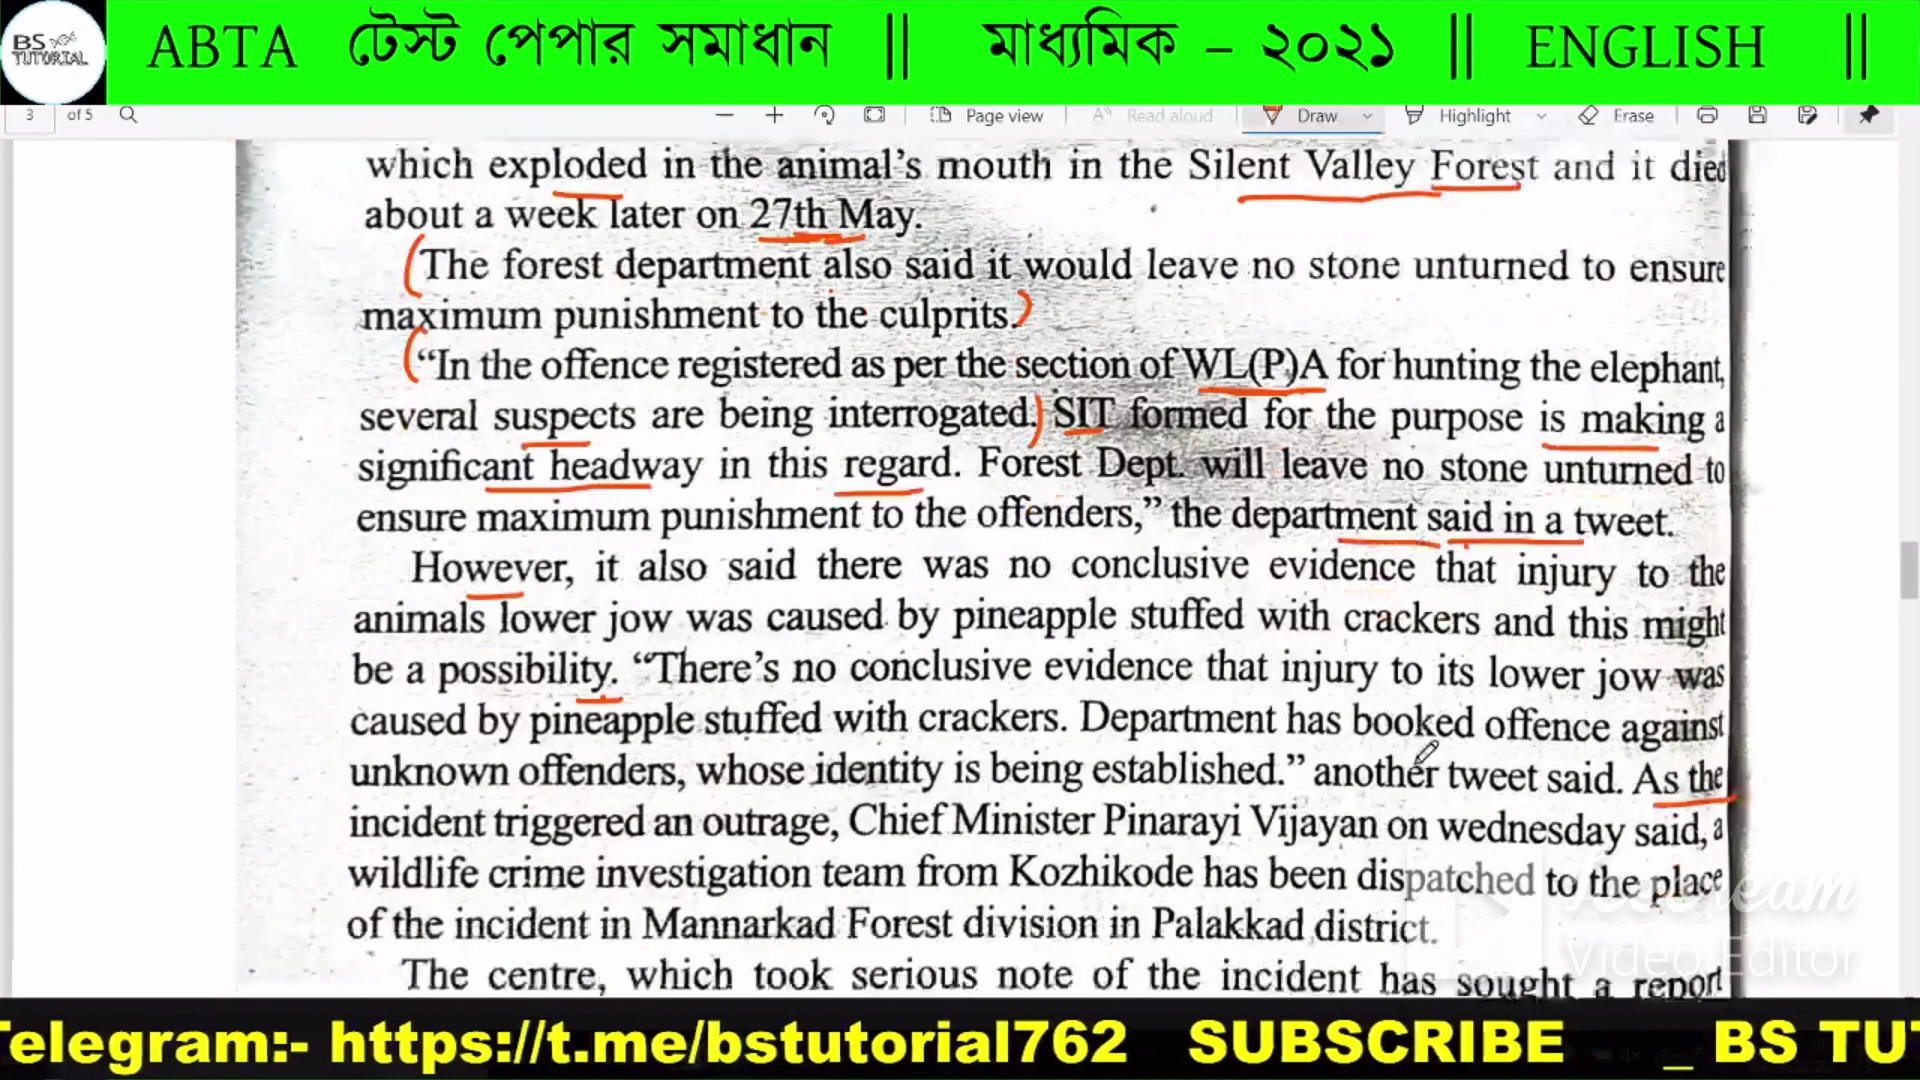 BS
TUTORIAL
ABTA টেস্ট পেপার সমাধান || মাধ্যমিক – ২০২১ || ENGLISH ||
3 of 5 Page view Read aloud Draw Highlight Erase
which exploded in the animal's mouth in the Silent Valley Forest and it died
about a week later on 27th May.
The forest department also said it would leave no stone unturned to ensure
maximum punishment to the culprits.
“In the offence registered as per the section of WL(P)A for hunting the elephant,
several suspects are being interrogated. SIT formed for the purpose is making a
significant headway in this regard. Forest Dept. will leave no stone unturned to
ensure maximum punishment to the offenders,” the department said in a tweet.
However, it also said there was no conclusive evidence that injury to the
animals lower jow was caused by pineapple stuffed with crackers and this might
be a possibility. “There's no conclusive evidence that injury to its lower jow was
caused by pineapple stuffed with crackers. Department has booked offence against
unknown offenders, whose identity is being established.” another tweet said. As the
incident triggered an outrage, Chief Minister Pinarayi Vijayan on wednesday said, a
wildlife crime investigation team from Kozhikode has been dispatched to the place
of the incident in Mannarkad Forest division in Palakkad district.
The centre, which took serious note of the incident has sought a report
Video Editor
Telegram:- https://t.me/bstutorial762 SUBSCRIBE _ BS TU